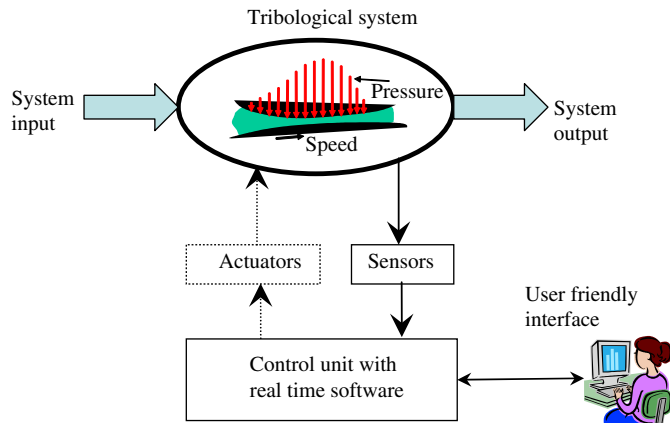 Tribological system
System
input
Pressure
Speed
System
output
Actuators
Sensors
User friendly
interface
Control unit with
real time software